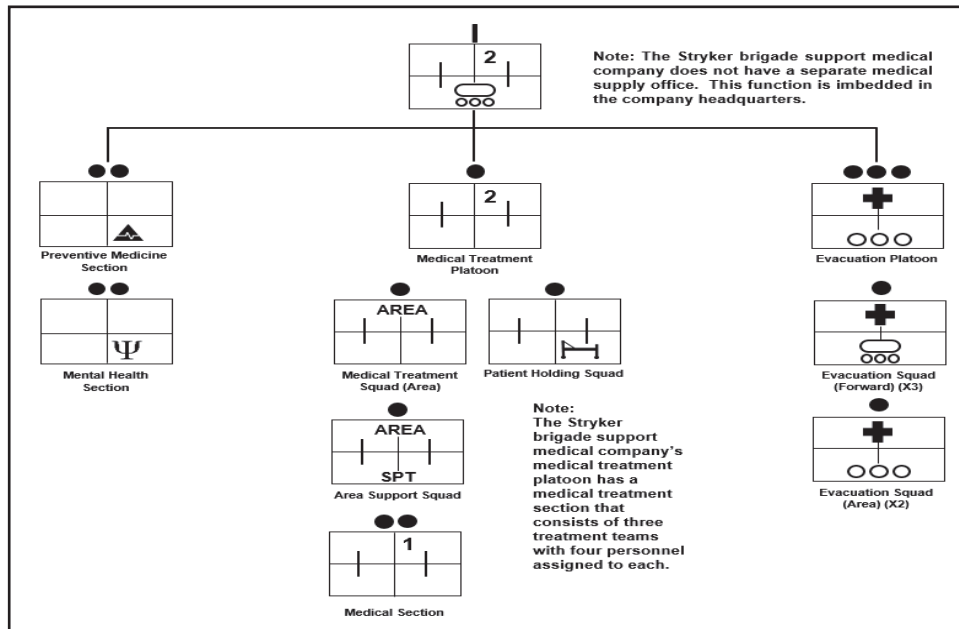 2
Note: The Stryker brigade support medical
company does not have a separate medical
supply office. This function is imbedded in
the company headquarters.
Preventive Medicine
Section
2
Medical Treatment
Platoon
Evacuation Platoon
Ψ
Mental Health
Section
AREA
Medical Treatment
Squad (Area)
Patient Holding Squad
Evacuation Squad
(Forward) (X3)
AREA
SPT
Area Support Squad
Note:
The Stryker
brigade support
medical company's
medical treatment
platoon has a
medical treatment
section that
consists of three
treatment teams
with four personnel
assigned to each.
Evacuation Squad
(Area) (X2)
1
Medical Section